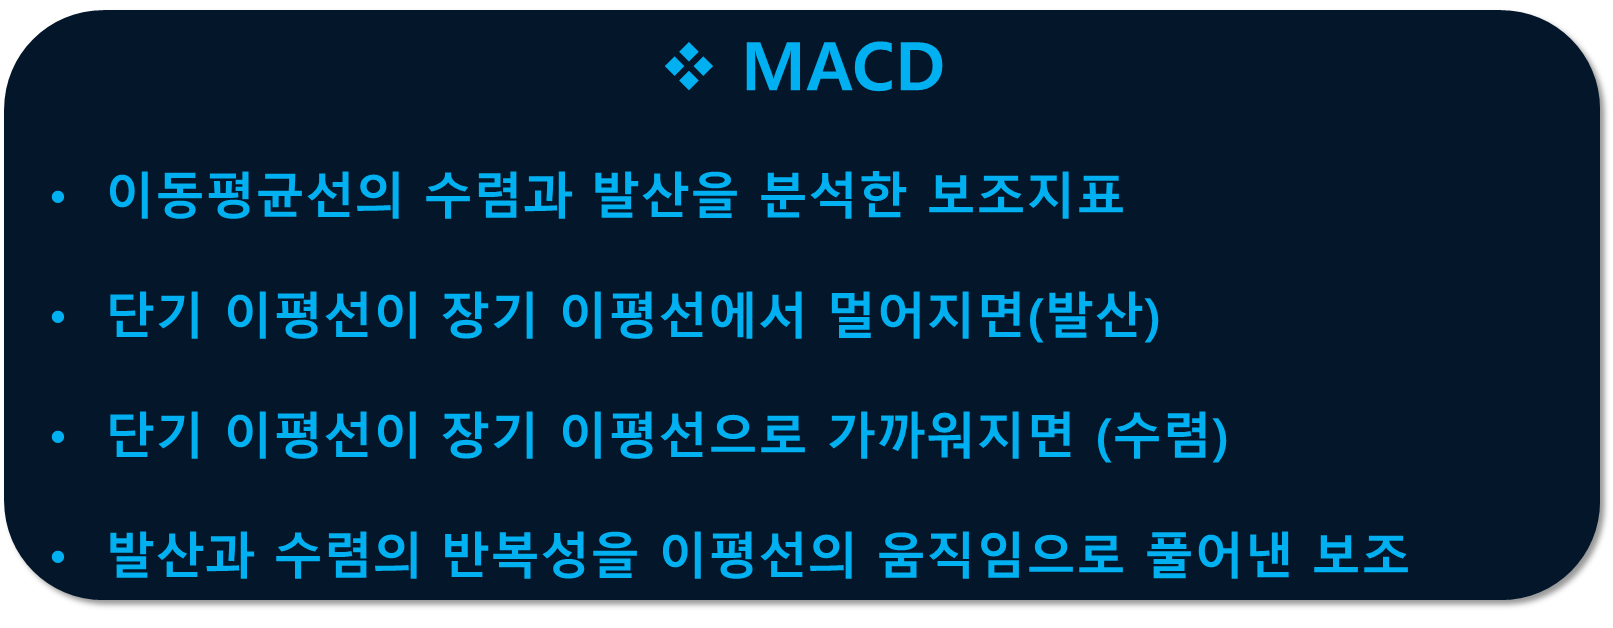 ❖ MACD
• 이동평균선의 수렴과 발산을 분석한 보조지표
• 단기 이평선이 장기 이평선에서 멀어지면(발산)
• 단기 이평선이 장기 이평선으로 가까워지면 (수렴)
• 발산과 수렴의 반복성을 이평선의 움직임으로 풀어낸 보조